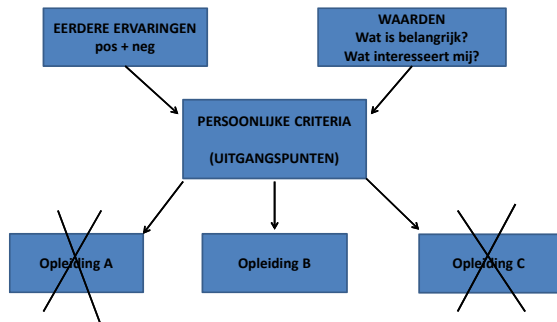 EERDERE ERVARINGEN
pos + neg
WAARDEN
Wat is belangrijk?
Wat interesseert mij?
PERSOONLIJKE CRITERIA
(UITGANGSPUNTEN)
Opleiding A
Opleiding B
Opleiding C